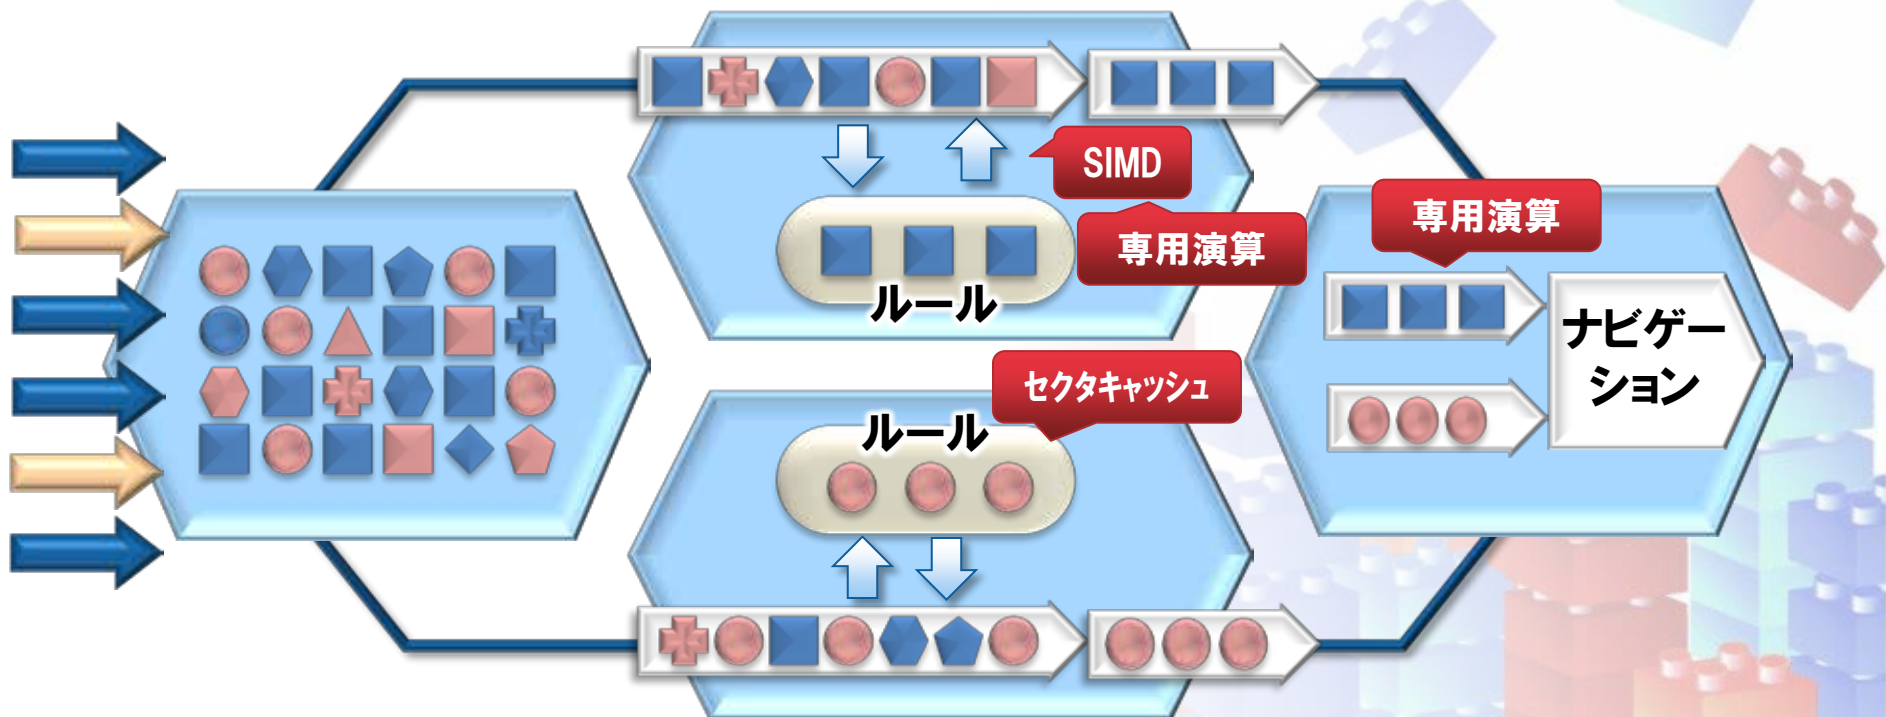 SIMD
専用演算
ルール
セクタキャッシュ
ルール
専用演算
ナビゲー
ション